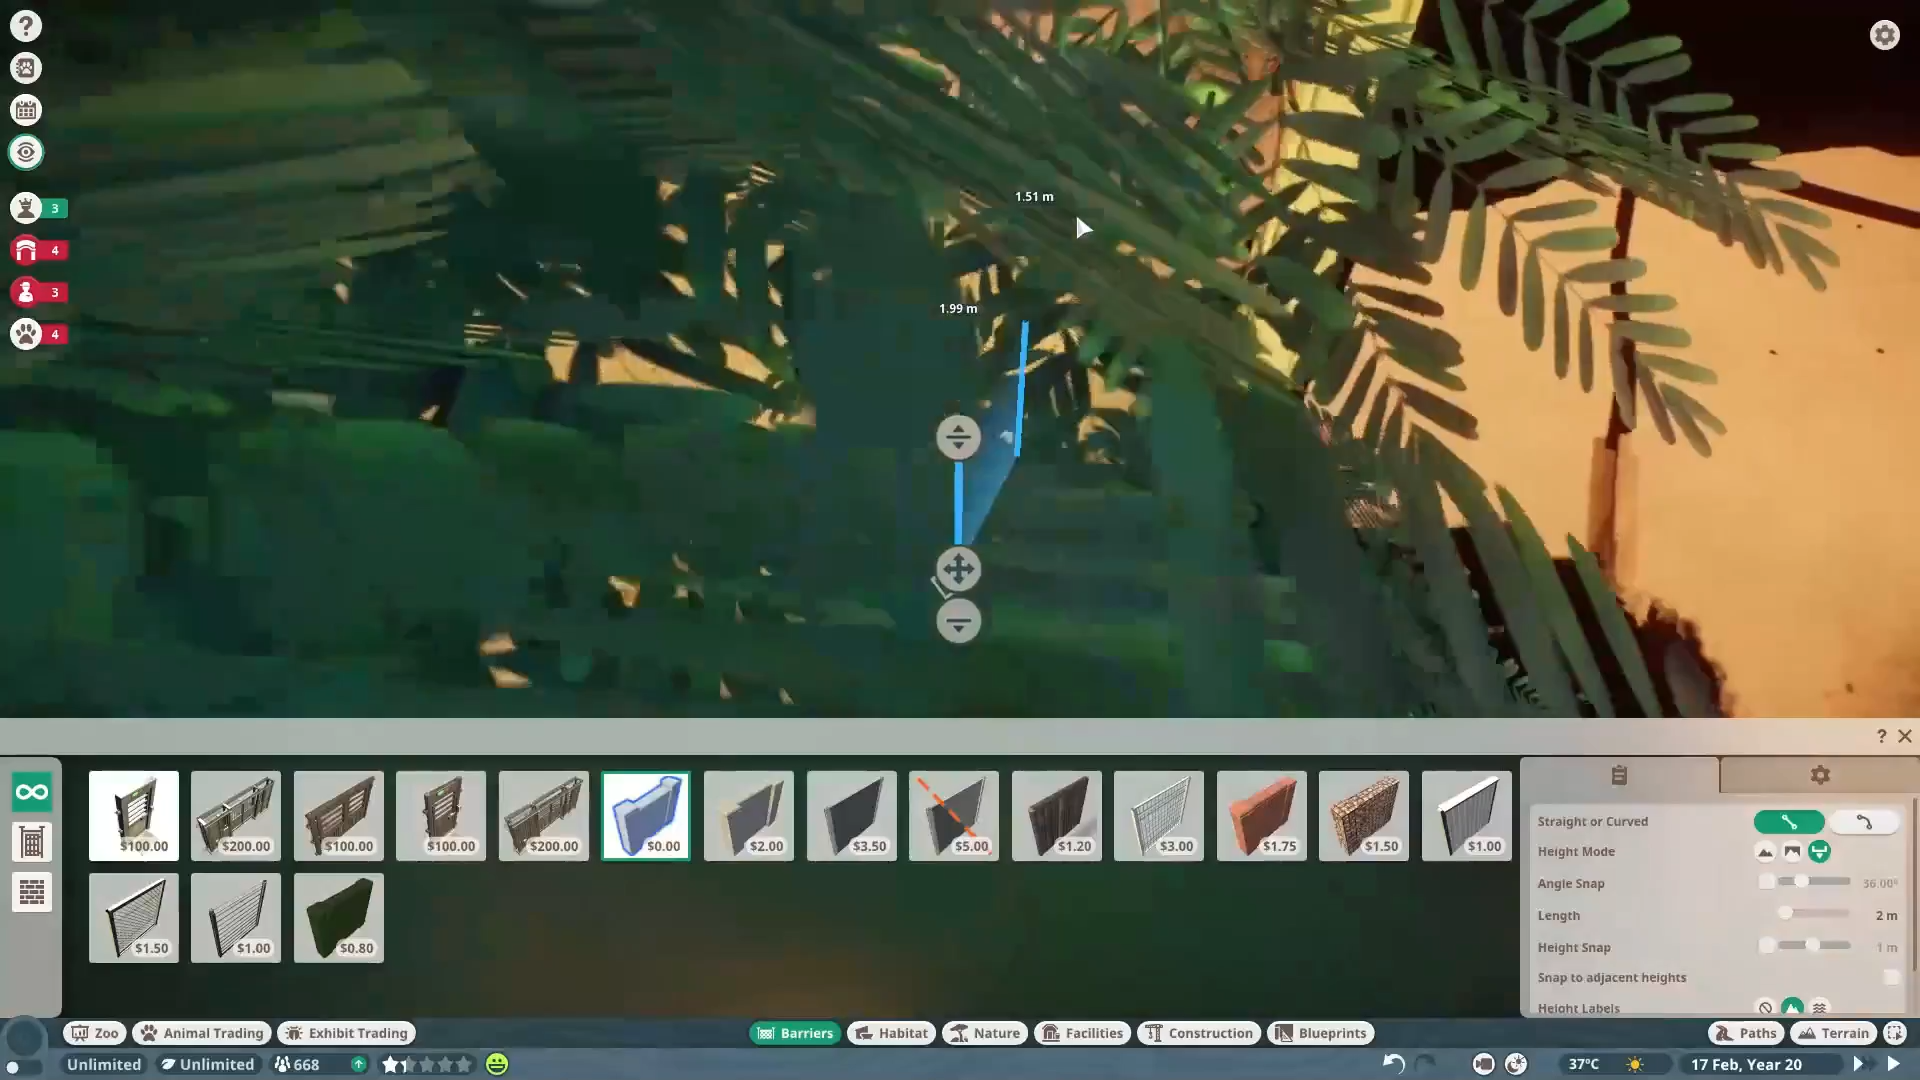 ?
3
4
3
4
1.51 m
1.99 m
?
$100.00
$200.00
$100.00
$100.00
$200.00
$0.00
$2.00
$3.50
$5.00
$1.20
$3.00
$1.75
$1.50
$1.00
$1.50
$1.00
$0.80
Straight or Curved
Height Mode
Angle Snap 36.00°
Length 2 m
Height Snap 1 m
Snap to adjacent heights
Height Labels
Zoo Animal Trading Exhibit Trading Barriers Habitat Nature Facilities Construction Blueprints Paths Terrain
Unlimited Unlimited 668 37°C 17 Feb, Year 20